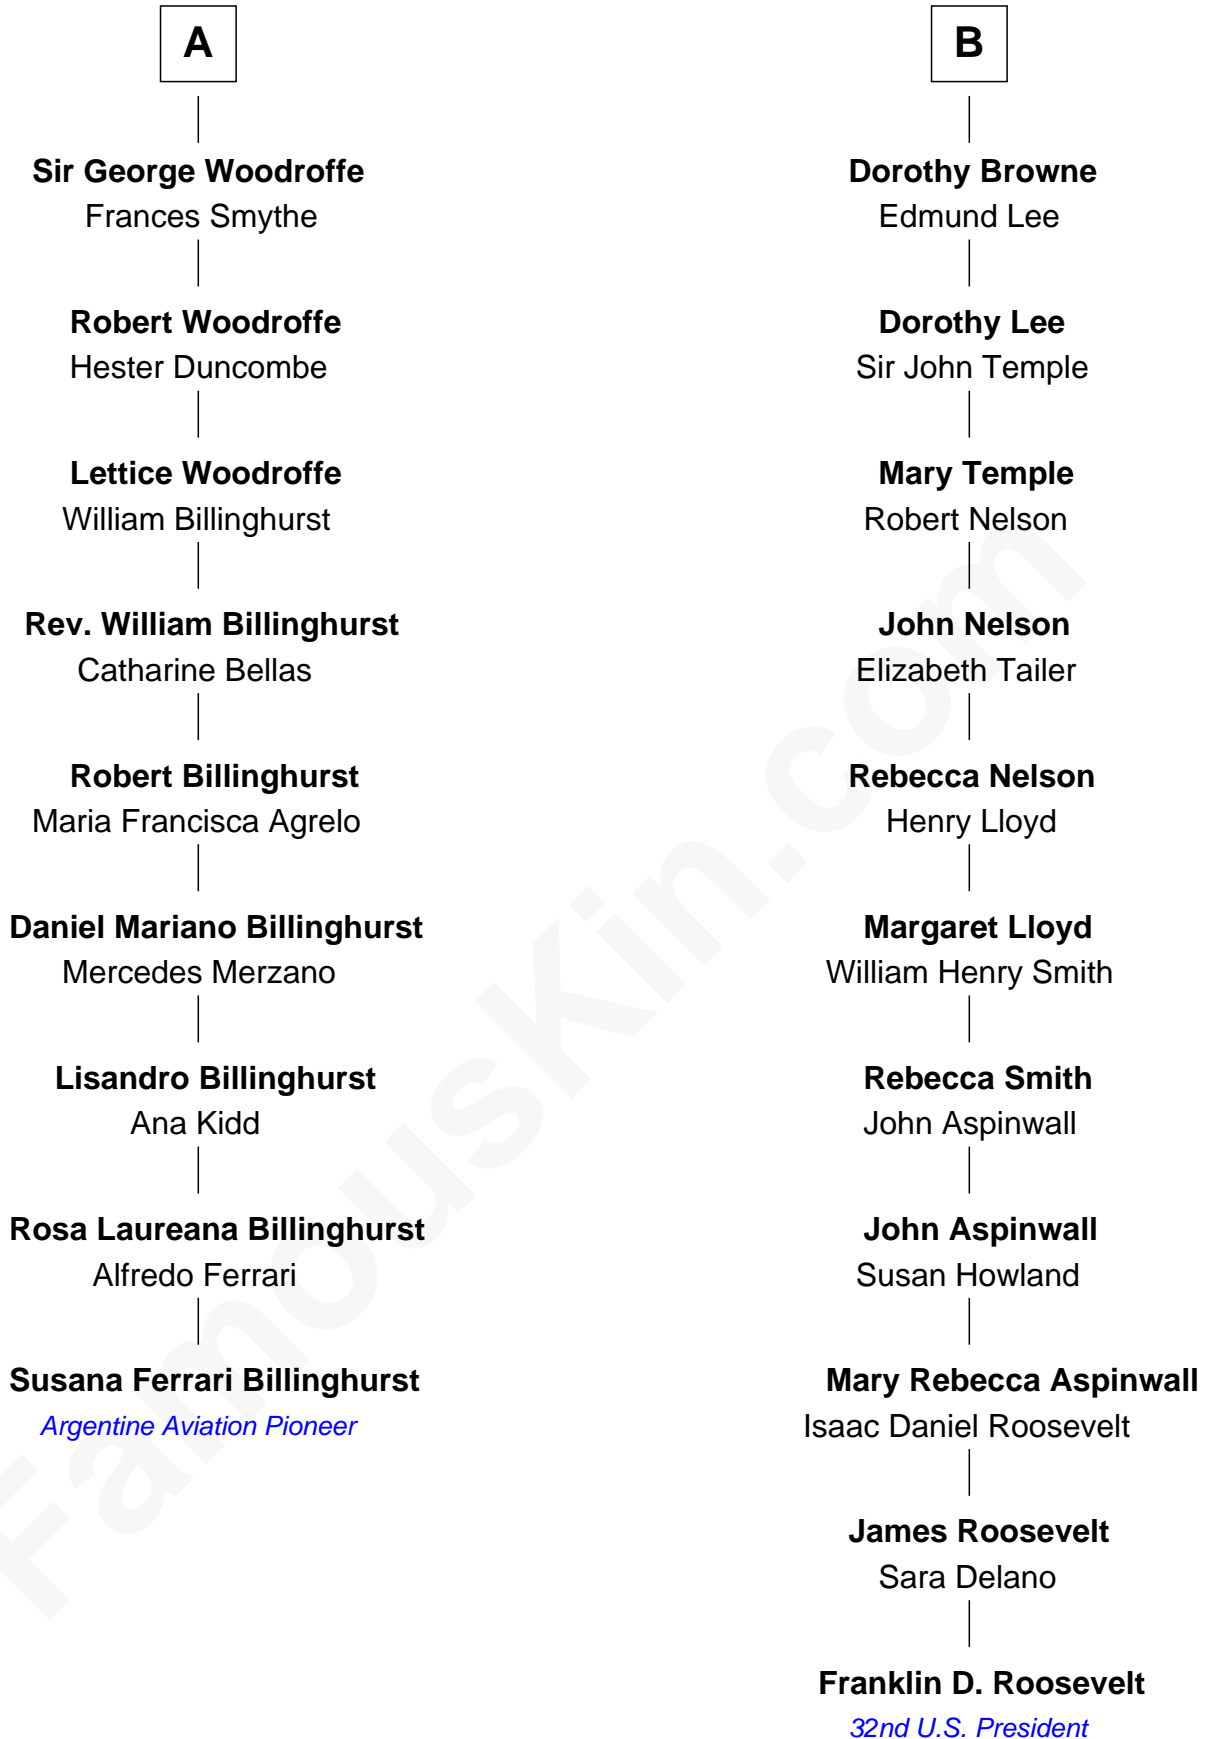 A
Sir George Woodroffe
Frances Smythe
Robert Woodroffe
Hester Duncombe
Lettice Woodroffe
William Billinghurst
Rev. William Billinghurst
Catharine Bellas
Robert Billinghurst
Maria Francisca Agrelo
Daniel Mariano Billinghurst
Mercedes Merzano
Lisandro Billinghurst
Ana Kidd
Rosa Laureana Billinghurst
Alfredo Ferrari
Susana Ferrari Billinghurst
Argentine Aviation Pioneer
B
Dorothy Browne
Edmund Lee
Dorothy Lee
Sir John Temple
Mary Temple
Robert Nelson
John Nelson
Elizabeth Tailer
Rebecca Nelson
Henry Lloyd
Margaret Lloyd
William Henry Smith
Rebecca Smith
John Aspinwall
John Aspinwall
Susan Howland
Mary Rebecca Aspinwall
Isaac Daniel Roosevelt
James Roosevelt
Sara Delano
Franklin D. Roosevelt
32nd U.S. President
FamousKin.com